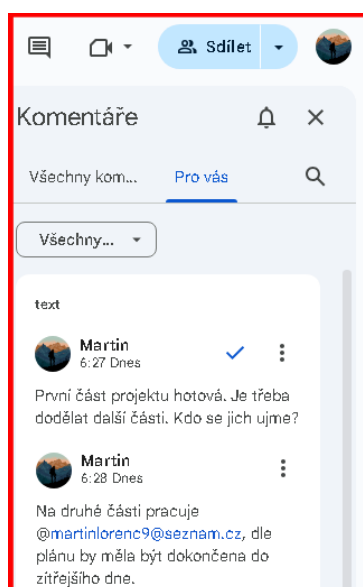 Sdílet
Komentáře
Všechny kom...
Pro vás
Všechny...
text
Martin
6:27 Dnes
První část projektu hotová. Je třeba
dodělat další části. Kdo se jich ujme?
Martin
6:28 Dnes
Na druhé části pracuje
@martinlorenc9@seznam.cz, dle
plánu by měla být dokončena do
zítřejšího dne.